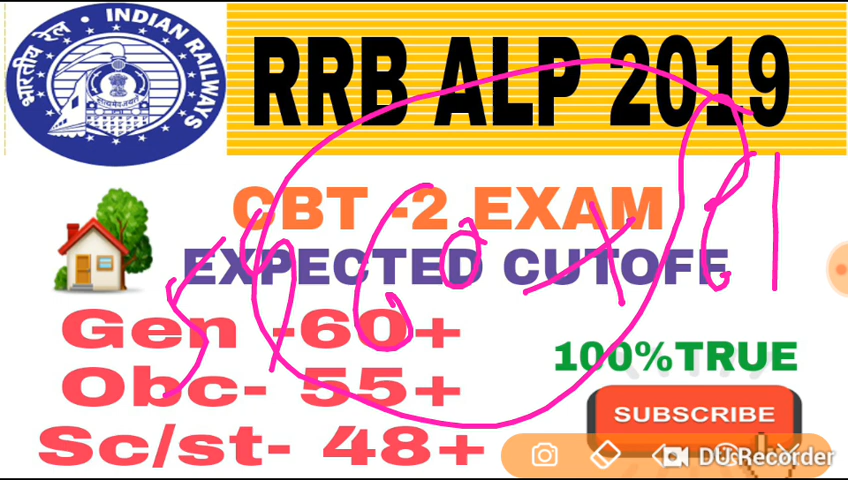 भारतीय रेल • INDIAN RAILWAYS
RRB ALP 2019
CBT -2 EXAM
EXPECTED CUTOFF
Gen -60+
Obc- 55+
Sc/st- 48+
100%TRUE
SUBSCRIBE
DU Recorder
60+